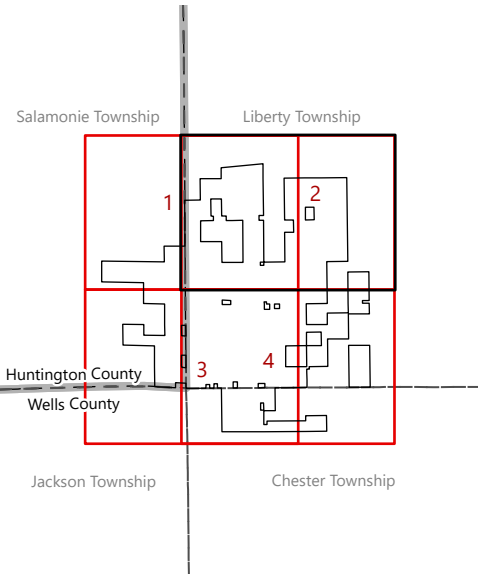 Salamonie Township
Liberty Township
1
2
3
4
Huntington County
Wells County
Jackson Township
Chester Township